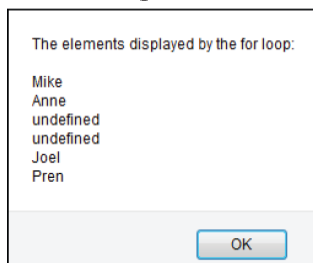 The elements displayed by the for loop:
Mike
Anne
undefined
undefined
Joel
Pren
OK